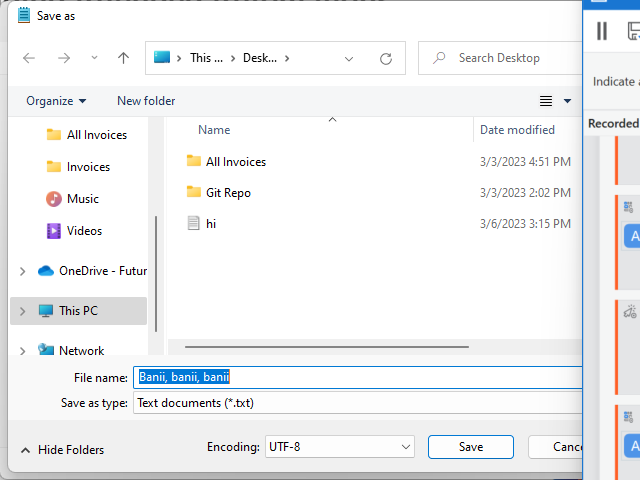 Save as
This ... > Desk... >
Search Desktop
Organize
New folder
Indicate
Recorded
Name
Date modified
All Invoices
Invoices
Music
Videos
OneDrive - Futur
This PC
Network
All Invoices
3/3/2023 4:51 PM
Git Repo
3/3/2023 2:02 PM
hi
3/6/2023 3:15 PM
File name:
Banii, banii, banii
Save as type:
Text documents (*.txt)
Hide Folders
Encoding:
UTF-8
Save
Canc
A
A